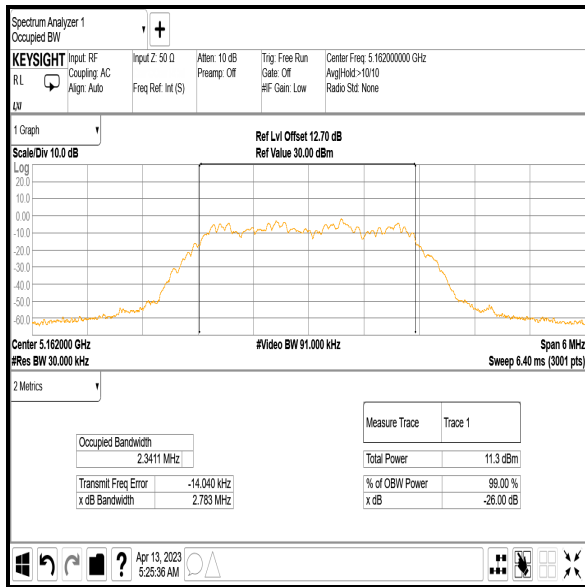 Spectrum Analyzer 1
Occupied BW
KEYSIGHT
RL
LXI
Input: RF
Coupling: AC
Align: Auto
Input Z: 50 Ω
Freq Ref: Int (S)
Atten: 10 dB
Preamp: Off
Trig: Free Run
Gate: Off
#IF Gain: Low
Center Freq: 5.162000000 GHz
Avg|Hold:>10/10
Radio Std: None
1 Graph
Scale/Div 10.0 dB
Ref Lvl Offset 12.70 dB
Ref Value 30.00 dBm
Log
20.0
10.0
0.00
-10.0
-20.0
-30.0
-40.0
-50.0
-60.0
Center 5.162000 GHz
#Res BW 30.000 kHz
#Video BW 91.000 kHz
Span 6 MHz
Sweep 6.40 ms (3001 pts)
2 Metrics
Occupied Bandwidth
2.3411 MHz
Transmit Freq Error -14.040 kHz
x dB Bandwidth 2.783 MHz
Measure Trace Trace 1
Total Power 11.3 dBm
% of OBW Power 99.00 %
x dB -26.00 dB
?
Apr 13, 2023
5:25:36 AM